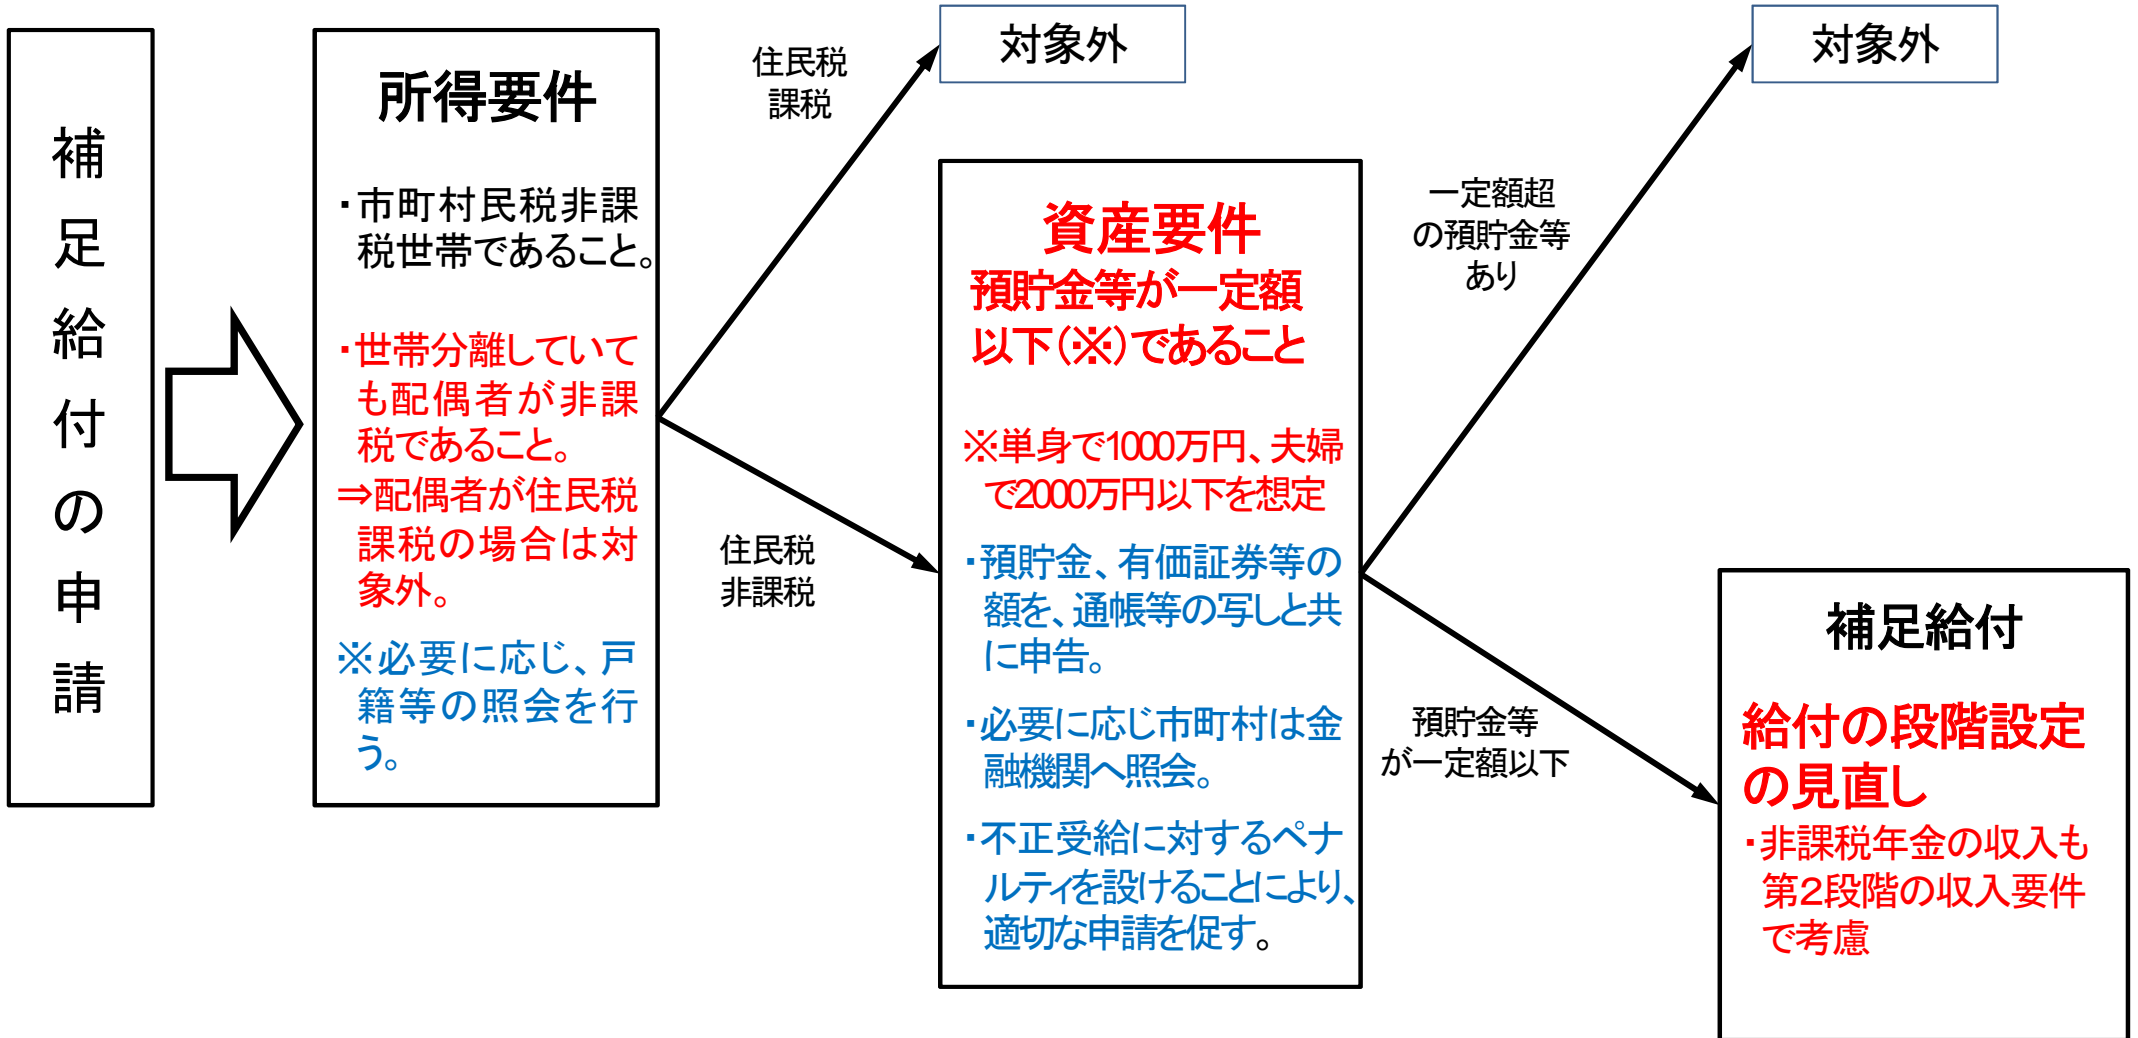 補足給付の申請
所得要件
・市町村民税非課
税世帯であること。
・世帯分離していて
も配偶者が非課
税であること。
⇒配偶者が住民税
課税の場合は対
象外。
※必要に応じ、戸
籍等の照会を行
う。
住民税
課税
対象外
住民税
非課税
資産要件
預貯金等が一定額
以下(※)であること
※単身で1000万円、夫婦
で2000万円以下を想定
・預貯金、有価証券等の
額を、通帳等の写しと共
に申告。
・必要に応じ市町村は金
融機関へ照会。
・不正受給に対するペナ
ルティを設けることにより、
適切な申請を促す。
一定額超
の預貯金等
あり
対象外
預貯金等
が一定額以下
補足給付
給付の段階設定
の見直し
・非課税年金の収入も
第2段階の収入要件
で考慮